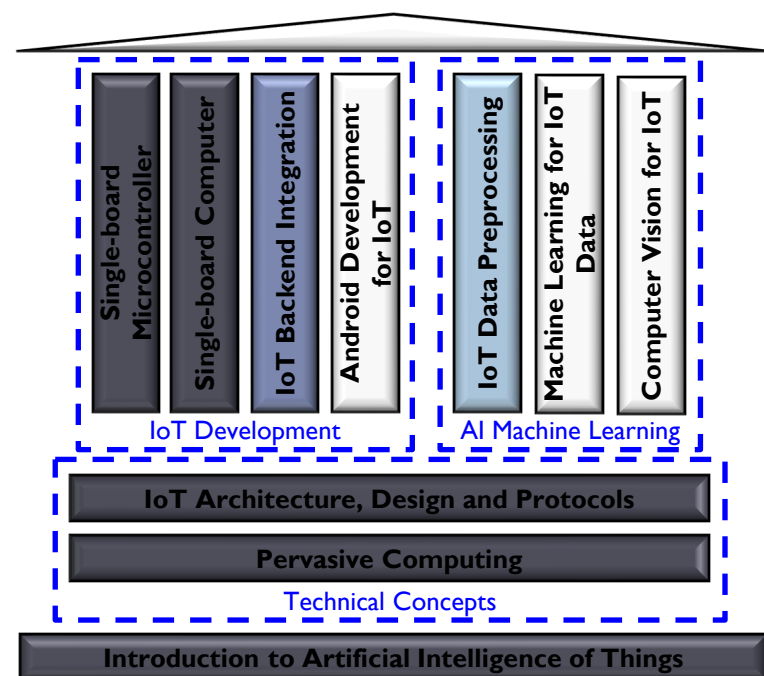 Single-board
Microcontroller
Single-board Computer
IoT Backend Integration
Android Development
for IoT
IoT Data Preprocessing
Machine Learning for IoT
Data
Computer Vision for IoT
IoT Development
AI Machine Learning
IoT Architecture, Design and Protocols
Pervasive Computing
Technical Concepts
Introduction to Artificial Intelligence of Things